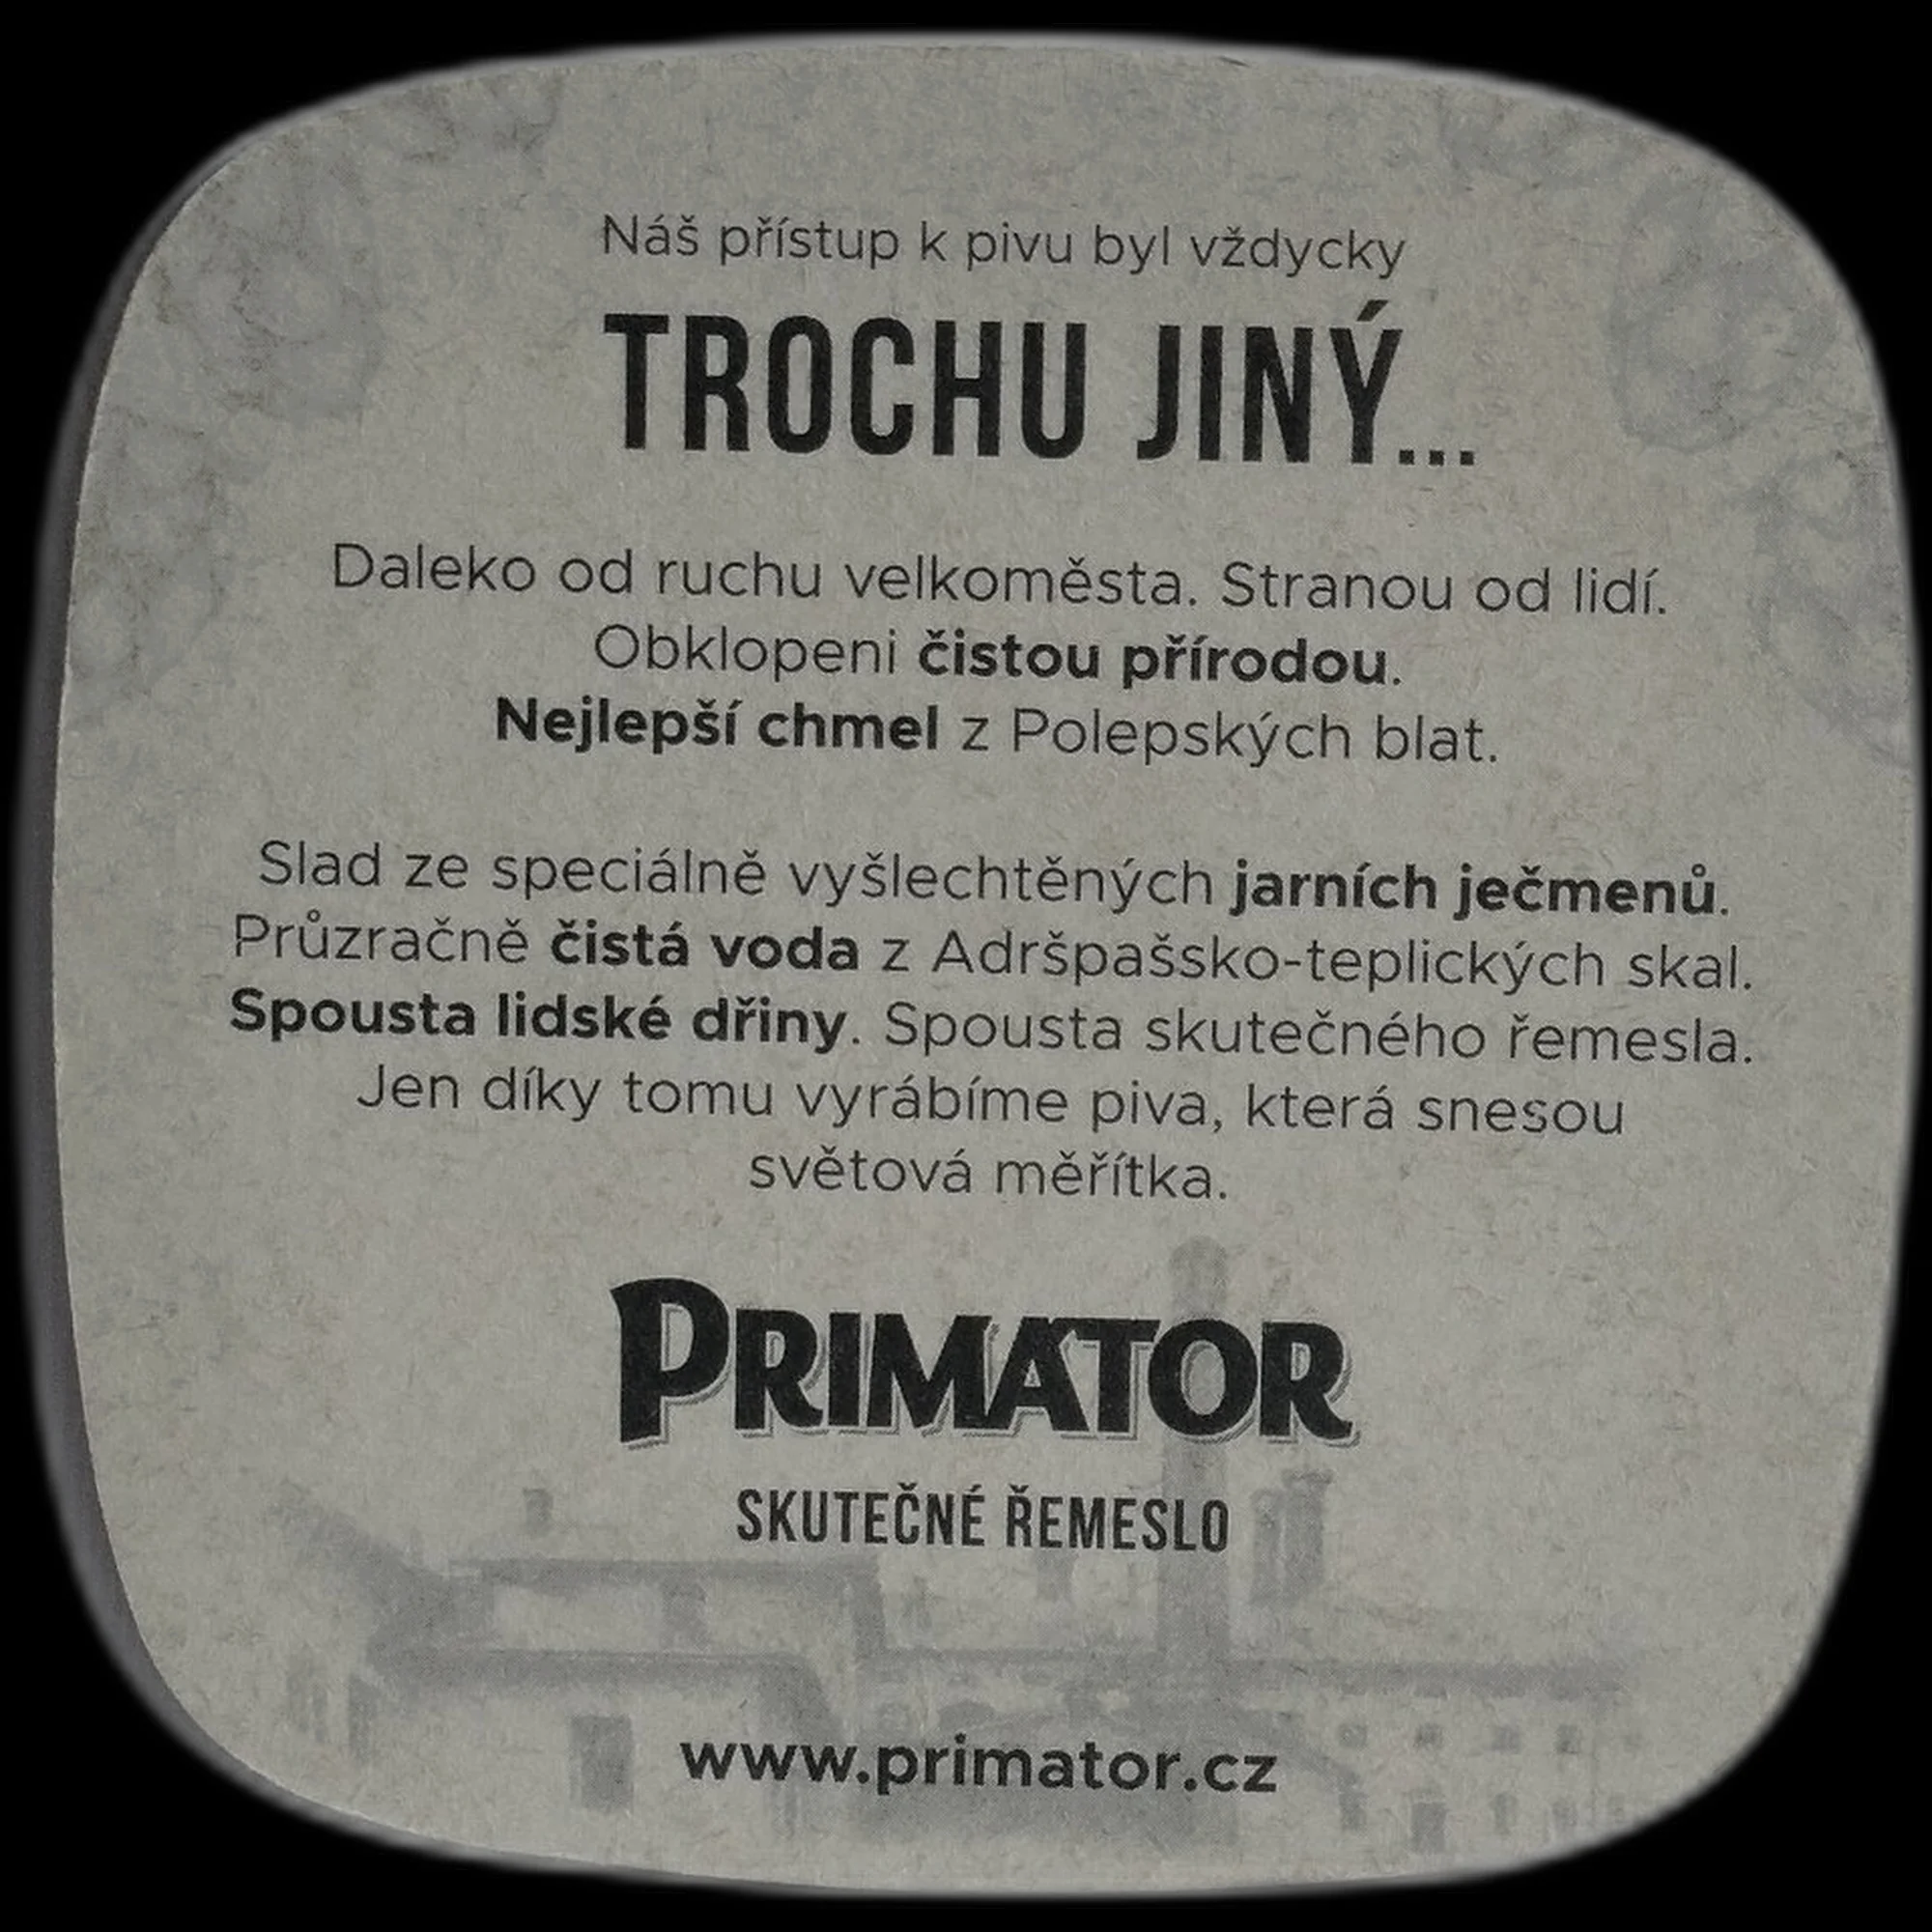 Náš přístup k pivu byl vždycky
TROCHU JINÝ...
Daleko od ruchu velkoměsta. Stranou od lidí.
Obklopeni čistou přírodou.
Nejlepší chmel z Polepských blat.
Slad ze speciálně vyšlechtěných jarních ječmenů.
Průzračně čistá voda z Adršpašsko-teplických skal.
Spousta lidské dřiny. Spousta skutečného řemesla.
Jen díky tomu vyrábíme piva, která snesou
světová měřítka.
PRIMÁTOR
SKUTEČNÉ ŘEMESLO
www.primator.cz